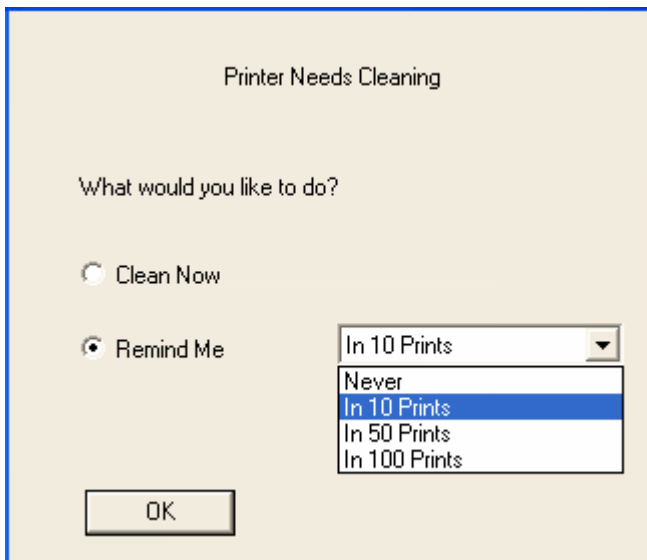 Printer Needs Cleaning
What would you like to do?
Clean Now
Remind Me In 10 Prints
Never
In 10 Prints
In 50 Prints
In 100 Prints
OK